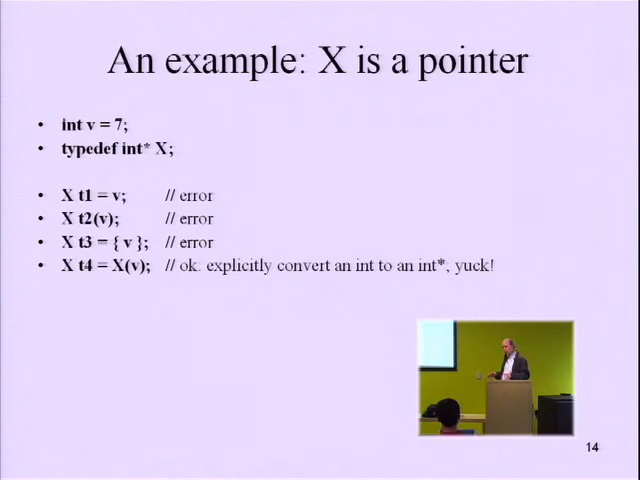 An example: X is a pointer
• int v = 7;
• typedef int* X;
• X t1 = v; // error
• X t2(v); // error
• X t3 = { v }; // error
• X t4 = X(v); // ok: explicitly convert an int to an int*, yuck!
14